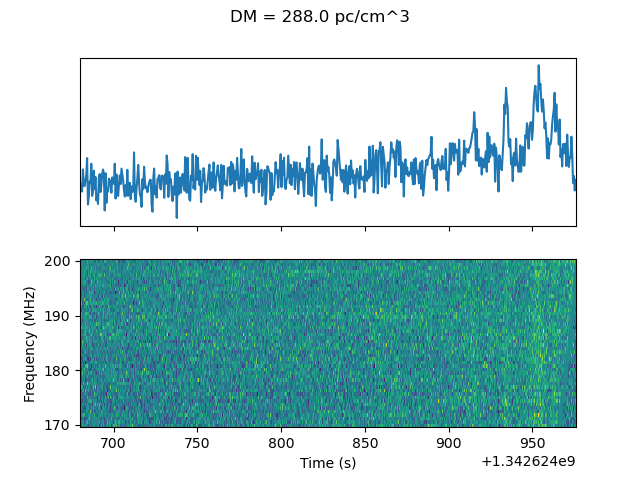 DM = 288.0 pc/cm^3
200
190
180
170
Frequency (MHz)
700 750 800 850 900 950
Time (s)
+1.342624e9